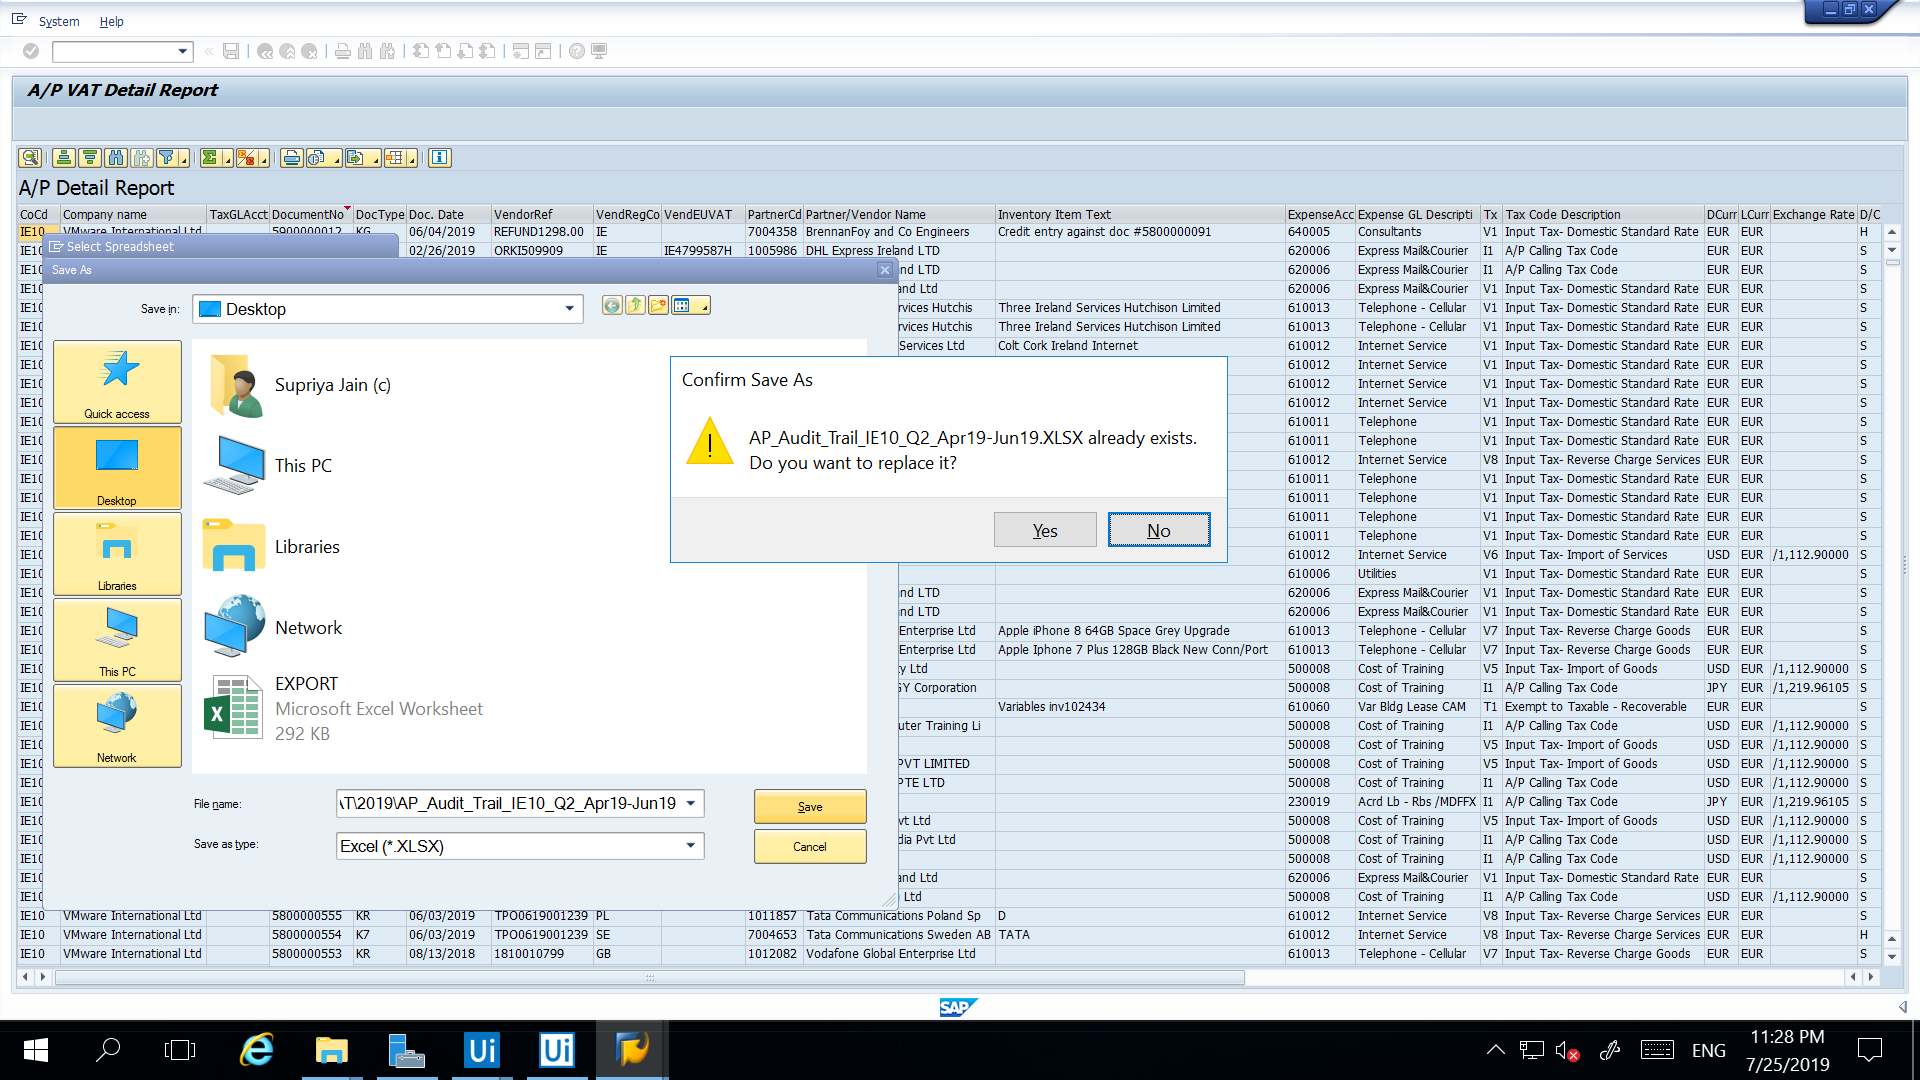 System Help
A/P VAT Detail Report
A/P Detail Report
CoCd Company name TaxGLAcct DocumentNo DocType Doc. Date VendorRef VendRegCo VendEUVAT PartnerCd Partner/Vendor Name Inventory Item Text ExpenseAcc Expense GL Descripti Tx Tax Code Description DCurr LCurr Exchange Rate D/C
IE10 VMware International Ltd 5900000012 KG 06/04/2019 REFUND1298.00 IE 7004358 BrennanFoy and Co Engineers Credit entry against doc #5800000091 640005 Consultants V1 Input Tax- Domestic Standard Rate EUR EUR H
IE10 02/26/2019 ORKI509909 IE IE4799587H 1005986 DHL Express Ireland LTD 620006 Express Mail&Courier I1 A/P Calling Tax Code EUR EUR S
IE10 nd LTD 620006 Express Mail&Courier I1 A/P Calling Tax Code EUR EUR S
IE10 nd Ltd 620006 Express Mail&Courier V1 Input Tax- Domestic Standard Rate EUR EUR S
IE10 rvices Hutchis Three Ireland Services Hutchison Limited 610013 Telephone - Cellular V1 Input Tax- Domestic Standard Rate EUR EUR S
IE10 rvices Hutchis Three Ireland Services Hutchison Limited 610013 Telephone - Cellular V1 Input Tax- Domestic Standard Rate EUR EUR S
IE10 Services Ltd Colt Cork Ireland Internet 610012 Internet Service V1 Input Tax- Domestic Standard Rate EUR EUR S
IE10 610012 Internet Service V1 Input Tax- Domestic Standard Rate EUR EUR S
IE10 610012 Internet Service V1 Input Tax- Domestic Standard Rate EUR EUR S
IE10 610012 Internet Service V1 Input Tax- Domestic Standard Rate EUR EUR S
IE10 610011 Telephone V1 Input Tax- Domestic Standard Rate EUR EUR S
IE10 610011 Telephone V1 Input Tax- Domestic Standard Rate EUR EUR S
IE10 610012 Internet Service V8 Input Tax- Reverse Charge Services EUR EUR S
IE10 610011 Telephone V1 Input Tax- Domestic Standard Rate EUR EUR S
IE10 610011 Telephone V1 Input Tax- Domestic Standard Rate EUR EUR S
IE10 610011 Telephone V1 Input Tax- Domestic Standard Rate EUR EUR S
IE10 610011 Telephone V1 Input Tax- Domestic Standard Rate EUR EUR S
IE10 610012 Internet Service V6 Input Tax- Import of Services USD EUR /1,112.90000 S
IE10 610006 Utilities V1 Input Tax- Domestic Standard Rate EUR EUR S
IE10 nd LTD 620006 Express Mail&Courier V1 Input Tax- Domestic Standard Rate EUR EUR S
IE10 nd LTD 620006 Express Mail&Courier V1 Input Tax- Domestic Standard Rate EUR EUR S
IE10 Enterprise Ltd Apple iPhone 8 64GB Space Grey Upgrade 610013 Telephone - Cellular V7 Input Tax- Reverse Charge Goods EUR EUR S
IE10 Enterprise Ltd Apple Iphone 7 Plus 128GB Black New Conn/Port 610013 Telephone - Cellular V7 Input Tax- Reverse Charge Goods EUR EUR S
IE10 y Ltd 500008 Cost of Training V5 Input Tax- Import of Goods USD EUR /1,112.90000 S
IE10 GY Corporation 500008 Cost of Training I1 A/P Calling Tax Code JPY EUR /1,219.96105 S
IE10 Variables inv102434 610060 Var Bldg Lease CAM T1 Exempt to Taxable - Recoverable EUR EUR S
IE10 uter Training Li 500008 Cost of Training I1 A/P Calling Tax Code USD EUR /1,112.90000 S
IE10 500008 Cost of Training V5 Input Tax- Import of Goods USD EUR /1,112.90000 S
IE10 PVT LIMITED 500008 Cost of Training V5 Input Tax- Import of Goods USD EUR /1,112.90000 S
IE10 PTE LTD 500008 Cost of Training I1 A/P Calling Tax Code USD EUR /1,112.90000 S
IE10 230019 Acrd Lb - Rbs /MDFFX I1 A/P Calling Tax Code JPY EUR /1,219.96105 S
IE10 vt Ltd 500008 Cost of Training V5 Input Tax- Import of Goods USD EUR /1,112.90000 S
IE10 dia Pvt Ltd 500008 Cost of Training I1 A/P Calling Tax Code USD EUR /1,112.90000 S
IE10 500008 Cost of Training I1 A/P Calling Tax Code USD EUR /1,112.90000 S
IE10 and Ltd 620006 Express Mail&Courier V1 Input Tax- Domestic Standard Rate EUR EUR S
IE10 Ltd 500008 Cost of Training I1 A/P Calling Tax Code USD EUR /1,112.90000 S
IE10 VMware International Ltd 5800000555 KR 06/03/2019 TPO0619001239 PL 1011857 Tata Communications Poland Sp D 610012 Internet Service V8 Input Tax- Reverse Charge Services EUR EUR S
IE10 VMware International Ltd 5800000554 K7 06/03/2019 TPO0619001239 SE 7004653 Tata Communications Sweden AB TATA 610012 Internet Service V8 Input Tax- Reverse Charge Services EUR EUR H
IE10 VMware International Ltd 5800000553 KR 08/13/2018 1810010799 GB 1012082 Vodafone Global Enterprise Ltd 610013 Telephone - Cellular V7 Input Tax- Reverse Charge Goods EUR EUR S
Select Spreadsheet
Save As
Save in: Desktop
Quick access
Desktop
Libraries
This PC
Network
Supriya Jain (c)
This PC
Libraries
Network
EXPORT
Microsoft Excel Worksheet
292 KB
File name: \T\2019\AP_Audit_Trail_IE10_Q2_Apr19-Jun19 Save
Save as type: Excel (*.XLSX) Cancel
Confirm Save As
AP_Audit_Trail_IE10_Q2_Apr19-Jun19.XLSX already exists.
Do you want to replace it?
Yes No
SAP
Ui
Ui
ENG
11:28 PM
7/25/2019